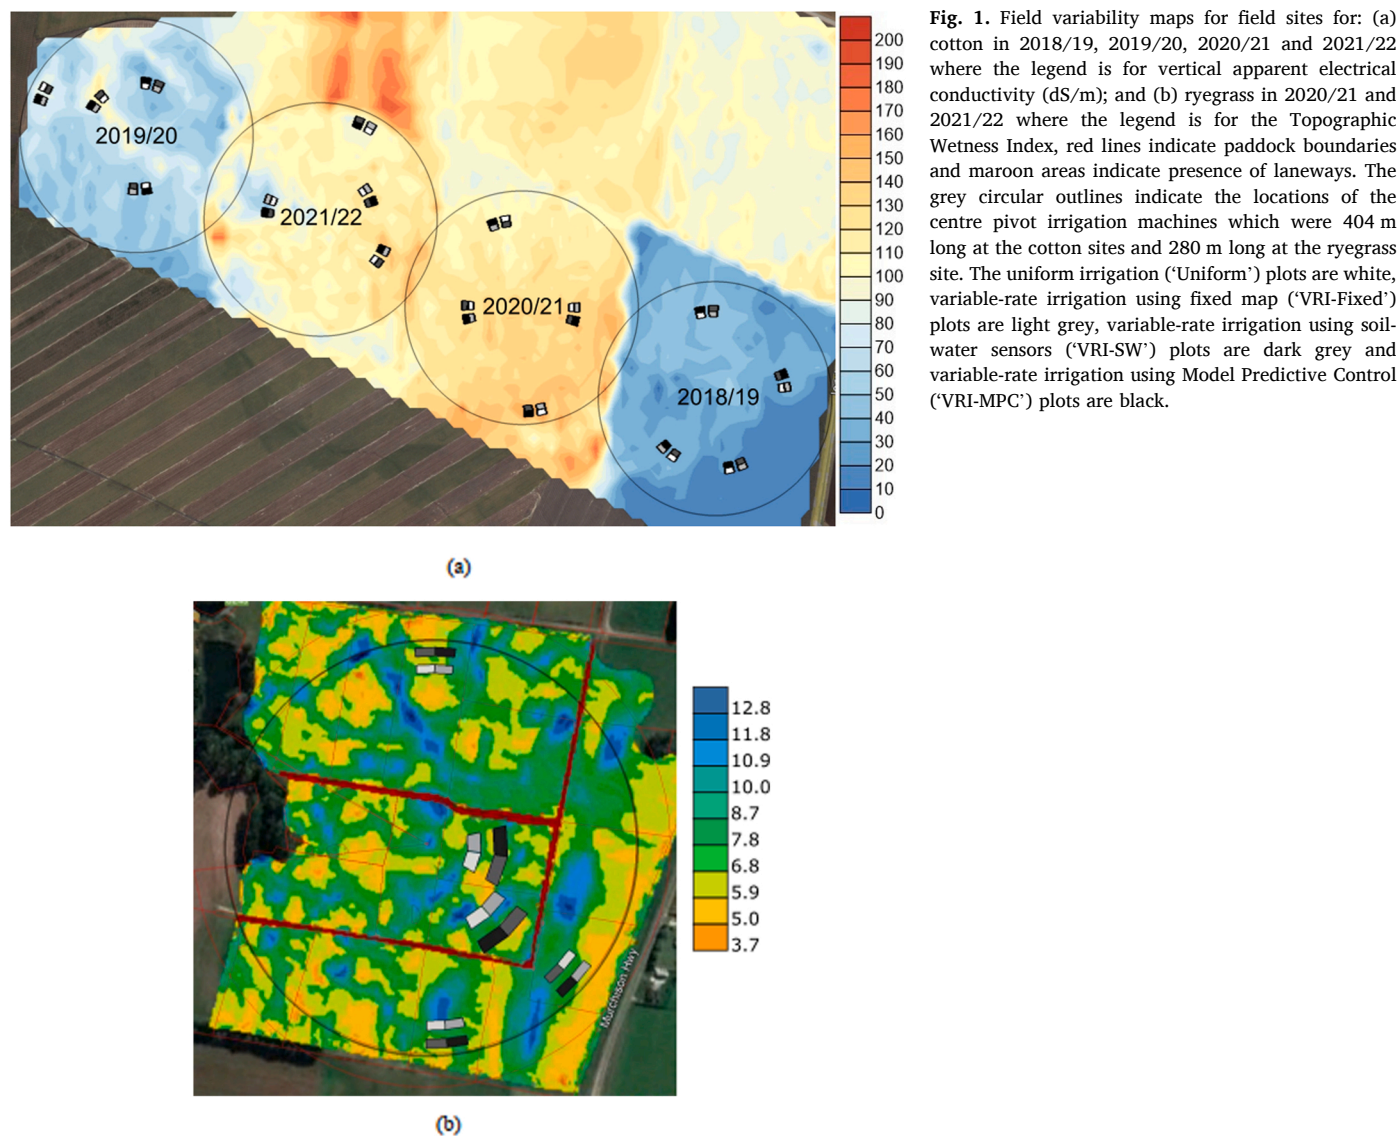 Fig. 1. Field variability maps for field sites for: (a)
cotton in 2018/19, 2019/20, 2020/21 and 2021/22
where the legend is for vertical apparent electrical
conductivity (dS/m); and (b) ryegrass in 2020/21 and
2021/22 where the legend is for the Topographic
Wetness Index, red lines indicate paddock boundaries
and maroon areas indicate presence of laneways. The
grey circular outlines indicate the locations of the
centre pivot irrigation machines which were 404 m
long at the cotton sites and 280 m long at the ryegrass
site. The uniform irrigation (‘Uniform’) plots are white,
variable-rate irrigation using fixed map (‘VRI-Fixed’)
plots are light grey, variable-rate irrigation using soil-
water sensors (‘VRI-SW’) plots are dark grey and
variable-rate irrigation using Model Predictive Control
(‘VRI-MPC’) plots are black.
2019/20
2021/22
2020/21
2018/19
200
190
180
170
160
150
140
130
120
110
100
90
80
70
60
50
40
30
20
10
0
(a)
Murchison Hwy
12.8
11.8
10.9
10.0
8.7
7.8
6.8
5.9
5.0
3.7
(b)